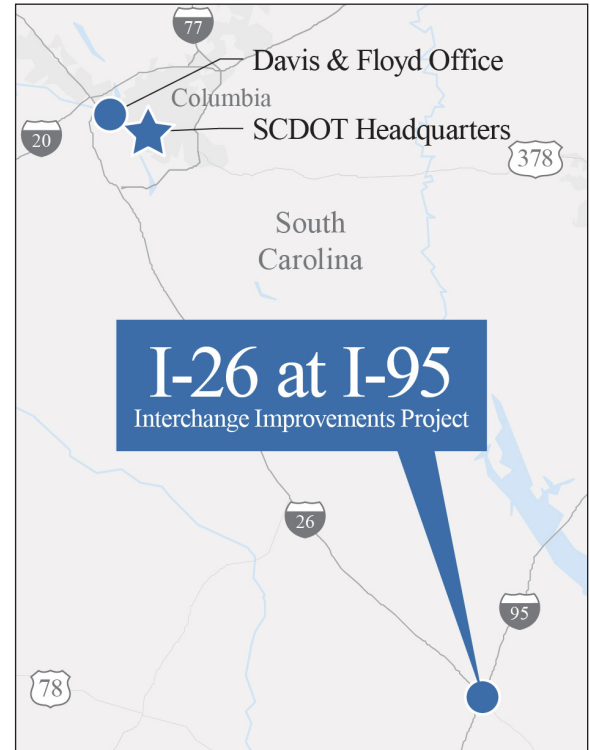 77
Davis & Floyd Office
Columbia
SCDOT Headquarters
20
378
South
Carolina
I-26 at I-95
Interchange Improvements Project
26
95
78